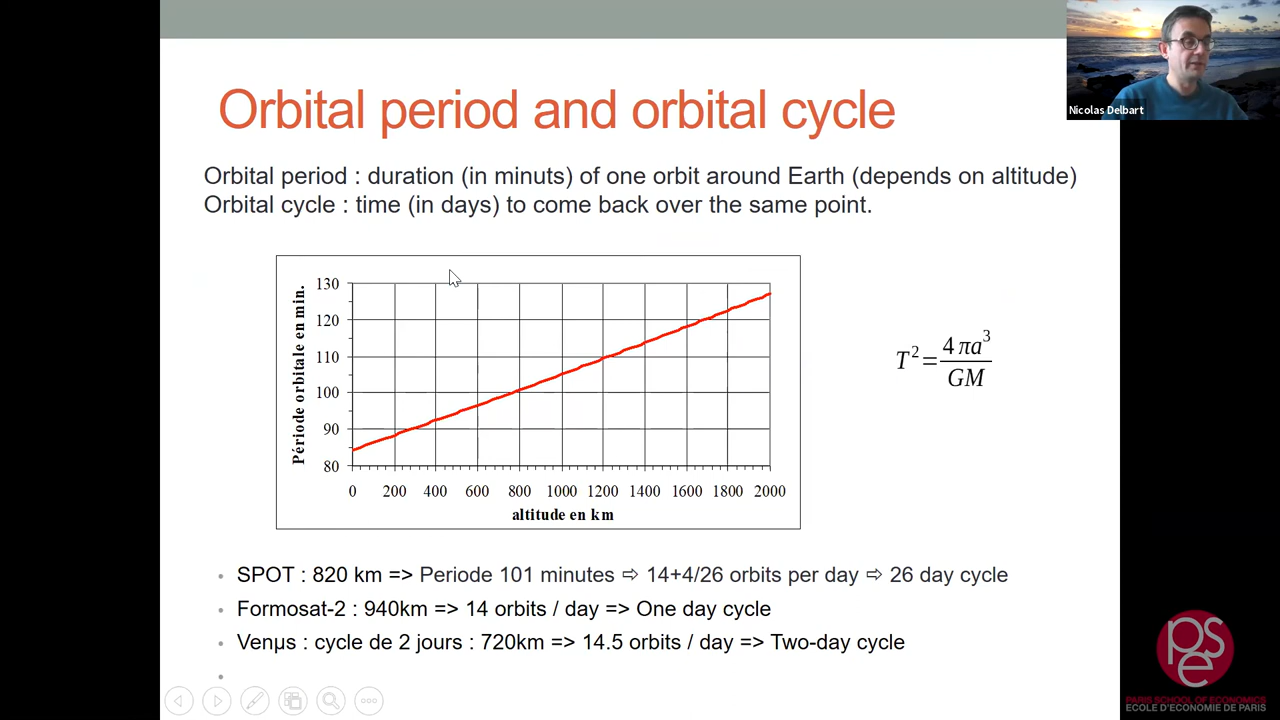 Orbital period and orbital cycle
Nicolas Delbart
Orbital period : duration (in minuts) of one orbit around Earth (depends on altitude)
Orbital cycle : time (in days) to come back over the same point.
Période orbitale en min.
130
120
110
100
90
80
0 200 400 600 800 1000 1200 1400 1600 1800 2000
altitude en km
T² = 4 πa³ / GM
• SPOT : 820 km => Periode 101 minutes ⇨ 14+4/26 orbits per day ⇨ 26 day cycle
• Formosat-2 : 940km => 14 orbits / day => One day cycle
• Venµs : cycle de 2 jours : 720km => 14.5 orbits / day => Two-day cycle
•
pse
PARIS SCHOOL OF ECONOMICS
ECOLE D'ECONOMIE DE PARIS